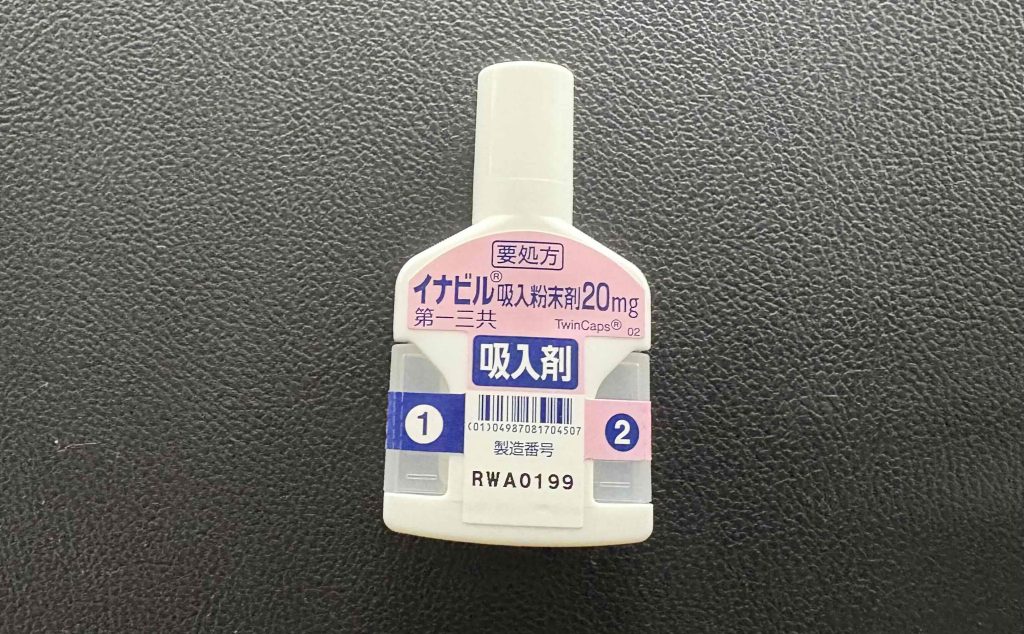 要処方
イナビル®吸入粉末剤20mg
第一三共 TwinCaps® 02
吸入剤
1
2
(01)04987081704507
製造番号
RWA0199